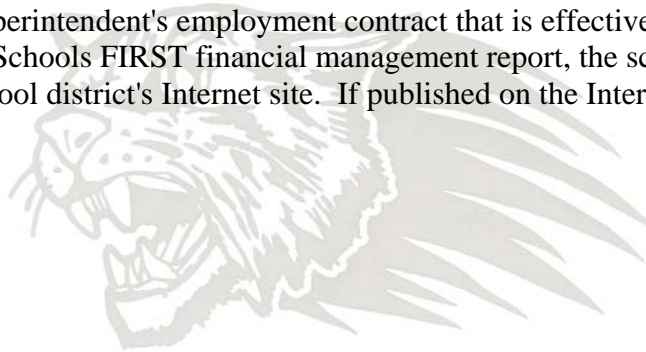 perintendent's employment contract that is effective
Schools FIRST financial management report, the sc
ool district's Internet site.  If published on the Inter